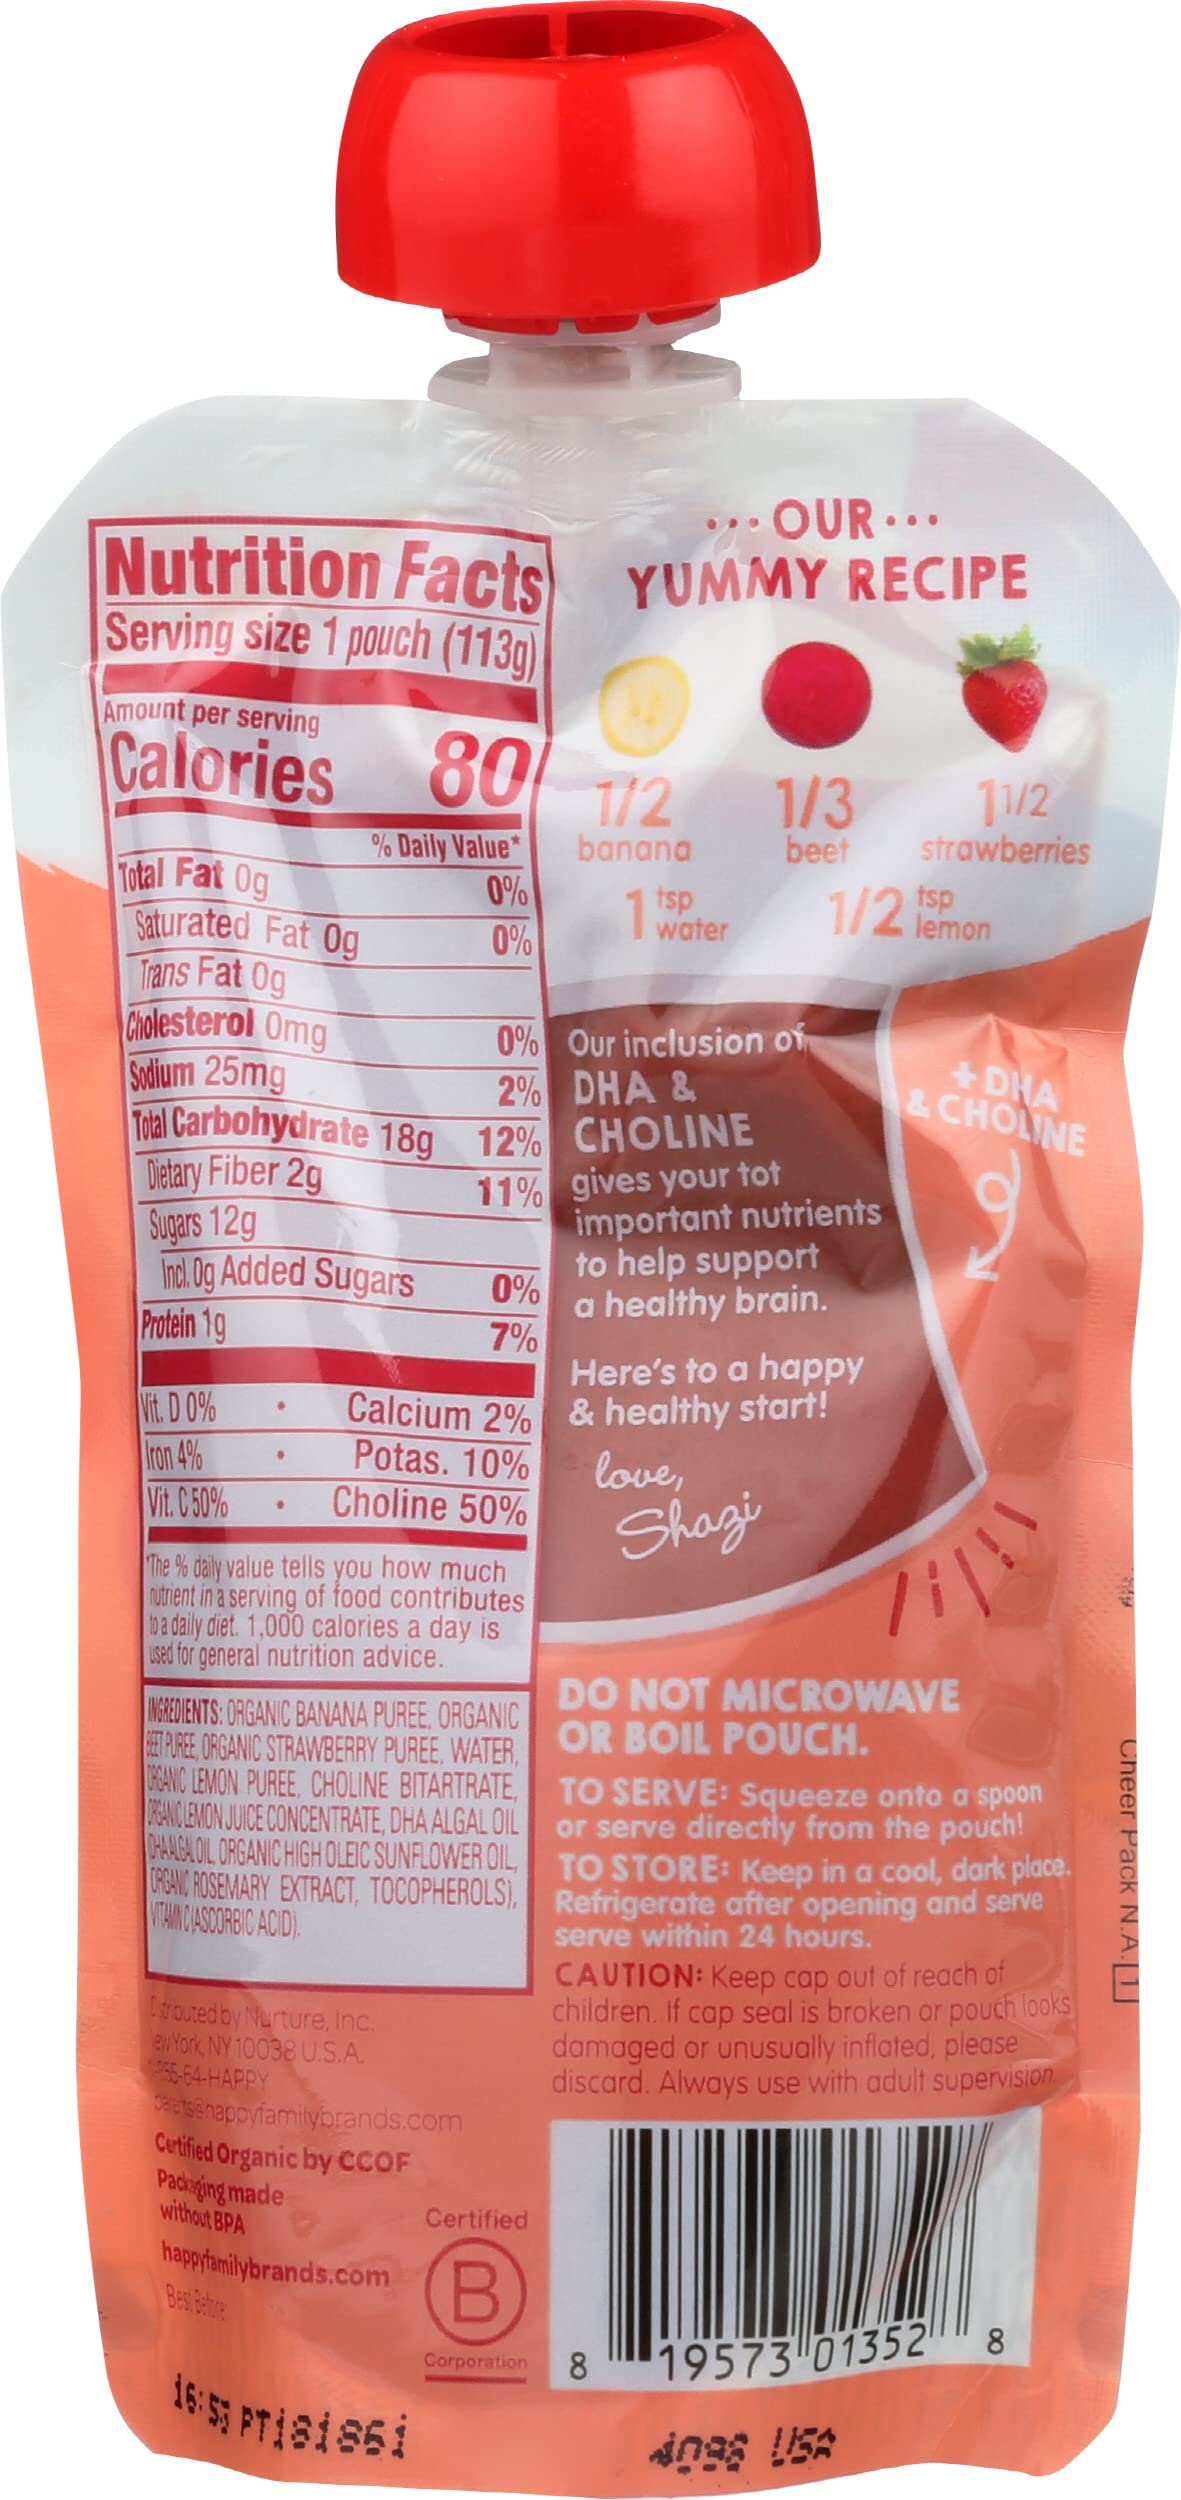 Nutrition Facts
Serving size 1 pouch (113g)
Amount per serving
Calories 80
% Daily Value*
Total Fat 0g 0%
Saturated Fat 0g 0%
Trans Fat 0g
Cholesterol 0mg 0%
Sodium 25mg 2%
Total Carbohydrate 18g 12%
Dietary Fiber 2g 11%
Sugars 12g
Incl. 0g Added Sugars 0%
Protein 1g 7%
Vit. D 0% • Calcium 2%
Iron 4% • Potas. 10%
Vit. C 50% • Choline 50%
*The % daily value tells you how much
nutrient in a serving of food contributes
to a daily diet. 1,000 calories a day is
used for general nutrition advice.
INGREDIENTS: ORGANIC BANANA PUREE, ORGANIC
BEET PUREE, ORGANIC STRAWBERRY PUREE, WATER,
ORGANIC LEMON PUREE, CHOLINE BITARTRATE,
ORGANIC LEMON JUICE CONCENTRATE, DHA ALGAL OIL
(DHA ALGAL OIL, ORGANIC HIGH OLEIC SUNFLOWER OIL,
ORGANIC ROSEMARY EXTRACT, TOCOPHEROLS),
VITAMIN C (ASCORBIC ACID).
Distributed by Nurture, Inc.
New York, NY 10038 U.S.A.
-64-HAPPY
parents@happyfamilybrands.com
Certified Organic by CCOF
Packaging made
without BPA
happyfamilybrands.com
Best Before:
Certified
B
Corporation
••• OUR •••
YUMMY RECIPE
1/2 banana
1/3 beet
1 1/2 strawberries
1 tsp water
1/2 tsp lemon
Our inclusion of
DHA &
CHOLINE
gives your tot
important nutrients
to help support
a healthy brain.
Here's to a happy
& healthy start!
love,
Shazi
+ DHA
& CHOLINE
DO NOT MICROWAVE
OR BOIL POUCH.
TO SERVE: Squeeze onto a spoon
or serve directly from the pouch!
TO STORE: Keep in a cool, dark place.
Refrigerate after opening and serve
serve within 24 hours.
CAUTION: Keep cap out of reach of
children. If cap seal is broken or pouch looks
damaged or unusually inflated, please
discard. Always use with adult supervision
8 19573 01352 8
Cheer Pack N.A. 1
USA